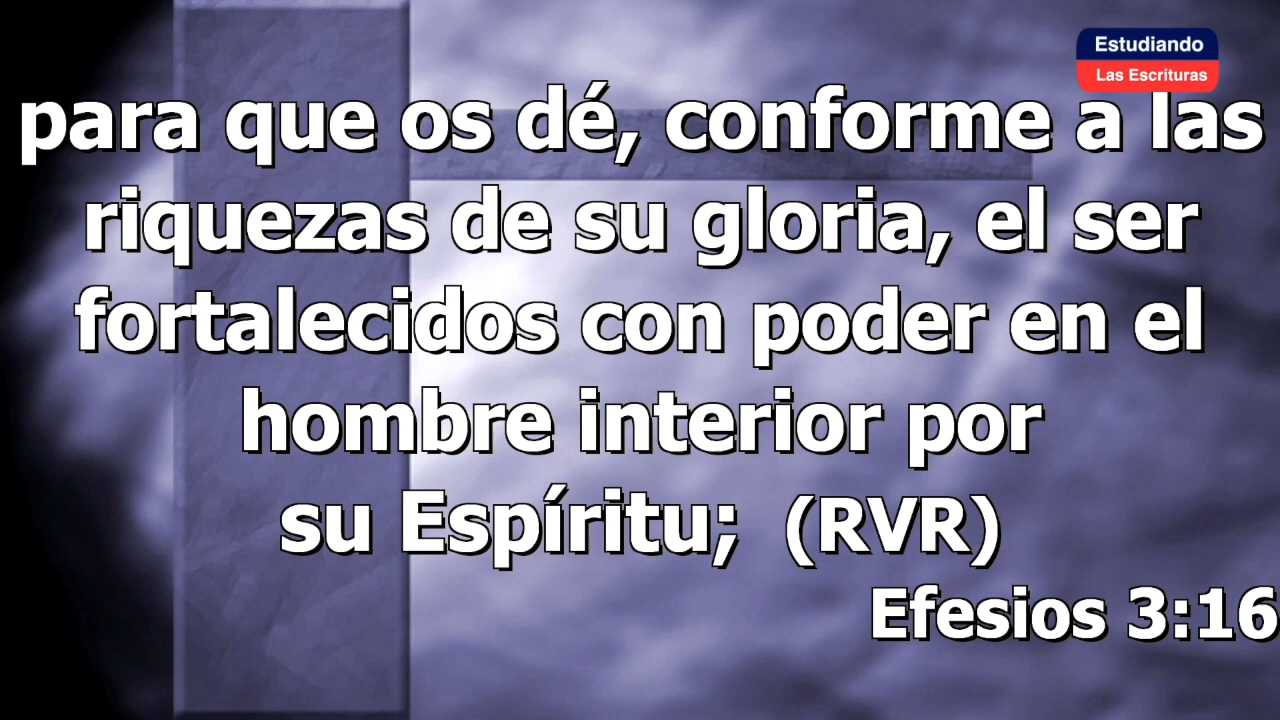 Estudiando
Las Escrituras
para que os dé, conforme a las
riquezas de su gloria, el ser
fortalecidos con poder en el
hombre interior por
su Espíritu; (RVR)
Efesios 3:16